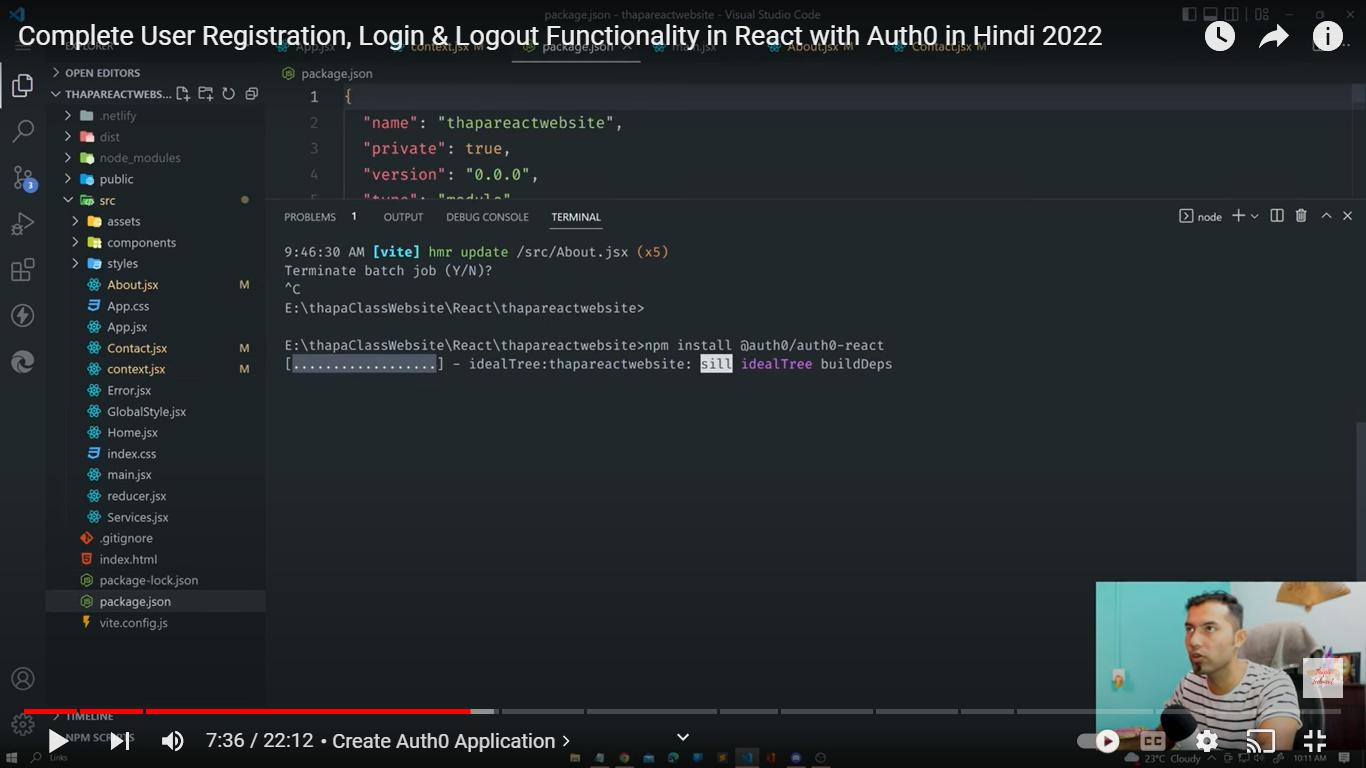 package.json - thapareactwebsite - Visual Studio Code
Complete User Registration, Login & Logout Functionality in React with Auth0 in Hindi 2022
EXPLORER
App.jsx
context.jsx M
package.json
main.jsx
About.jsx M
Contact.jsx M
OPEN EDITORS
THAPAREACTWEBS...
.netlify
dist
node_modules
public
src
assets
components
styles
About.jsx M
App.css
App.jsx
Contact.jsx M
context.jsx M
Error.jsx
GlobalStyle.jsx
Home.jsx
index.css
main.jsx
reducer.jsx
Services.jsx
.gitignore
index.html
package-lock.json
package.json
vite.config.js
TIMELINE
NPM SCRIPTS
3
package.json
1 {
2 "name": "thapareactwebsite",
3 "private": true,
4 "version": "0.0.0",
5 "type": "module"
PROBLEMS 1 OUTPUT DEBUG CONSOLE TERMINAL
node
9:46:30 AM [vite] hmr update /src/About.jsx (x5)
Terminate batch job (Y/N)?
^C
E:\thapaClassWebsite\React\thapareactwebsite>
E:\thapaClassWebsite\React\thapareactwebsite>npm install @auth0/auth0-react
[..................] - idealTree:thapareactwebsite: sill idealTree buildDeps
7:36 / 22:12 • Create Auth0 Application
CC
Links
23°C Cloudy
10:11 AM